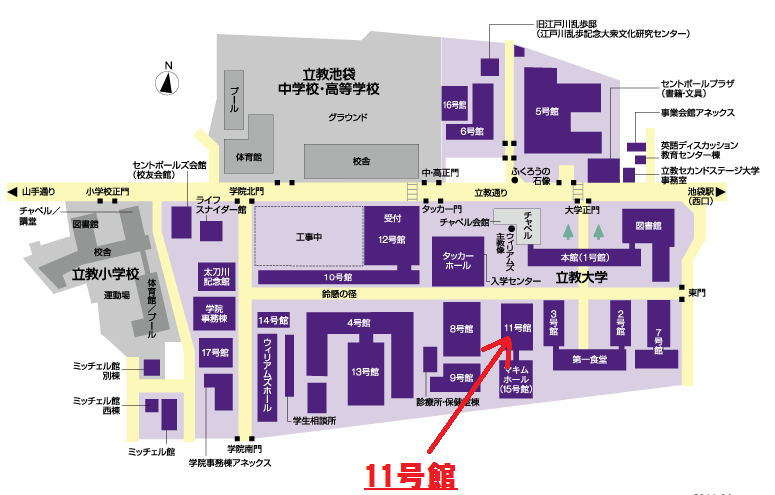 旧江戸川乱歩邸
(江戸川乱歩記念大衆文化研究センター)
N
立教池袋
中学校・高等学校
プール
グラウンド
体育館
校舎
16号館
6号館
5号館
セントポールプラザ
(書籍・文具)
事業会館アネックス
英語ディスカッション
教育センター棟
立教セカンドステージ大学
事務室
セントポールズ会館
(校友会館)
中・高正門
ふくろうの
石像
山手通り
小学校正門
学院北門
立教通り
池袋駅
(西口)
チャペル/
講堂
ライフ
スナイダー館
タッカー門
チャペル会館
大学正門
図書館
校舎
立教小学校
運動場
体育館/プール
工事中
受付
12号館
ウィリアムズ
主教像
チャペル
図書館
太刀川
記念館
10号館
タッカー
ホール
入学センター
本館(1号館)
立教大学
鈴懸の径
東門
学院
事務棟
14号館
4号館
8号館
11号館
3号館
2号館
7号館
17号館
ウィリアムズホール
13号館
9号館
マキム
ホール
(15号館)
第一食堂
ミッチェル館
別棟
診療所・保健室棟
ミッチェル館
西棟
学生相談所
ミッチェル館
学院南門
学院事務棟アネックス
11号館